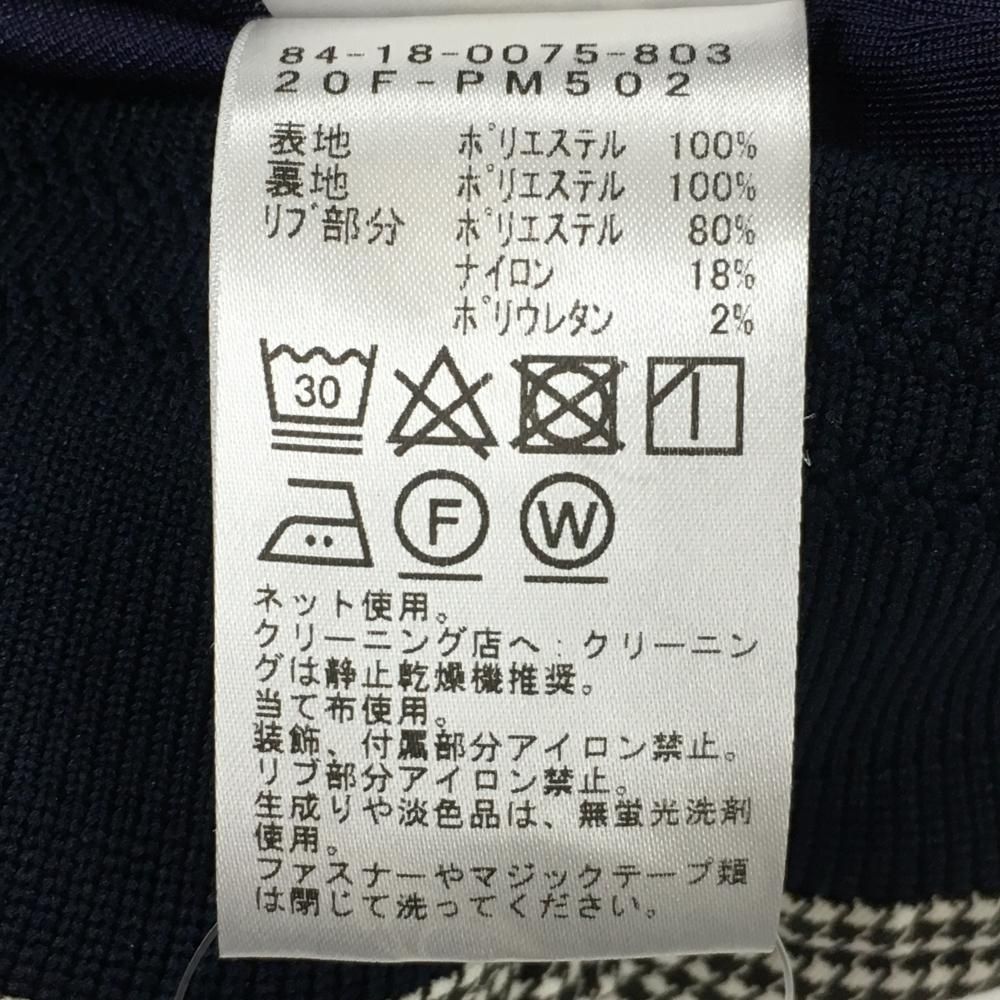 84-18-0075-803
20F-PM502
表地 ポリエステル 100%
裏地 ポリエステル 100%
リブ部分 ポリエステル 80%
ナイロン 18%
ポリウレタン 2%
30
F W
ネット使用。
クリーニング店へ：クリーニン
グは静止乾燥機推奨。
当て布使用。
装飾、付属部分アイロン禁止。
リブ部分アイロン禁止。
生成りや淡色品は、無蛍光洗剤
使用。
ファスナーやマジックテープ類
は閉じて洗ってください。